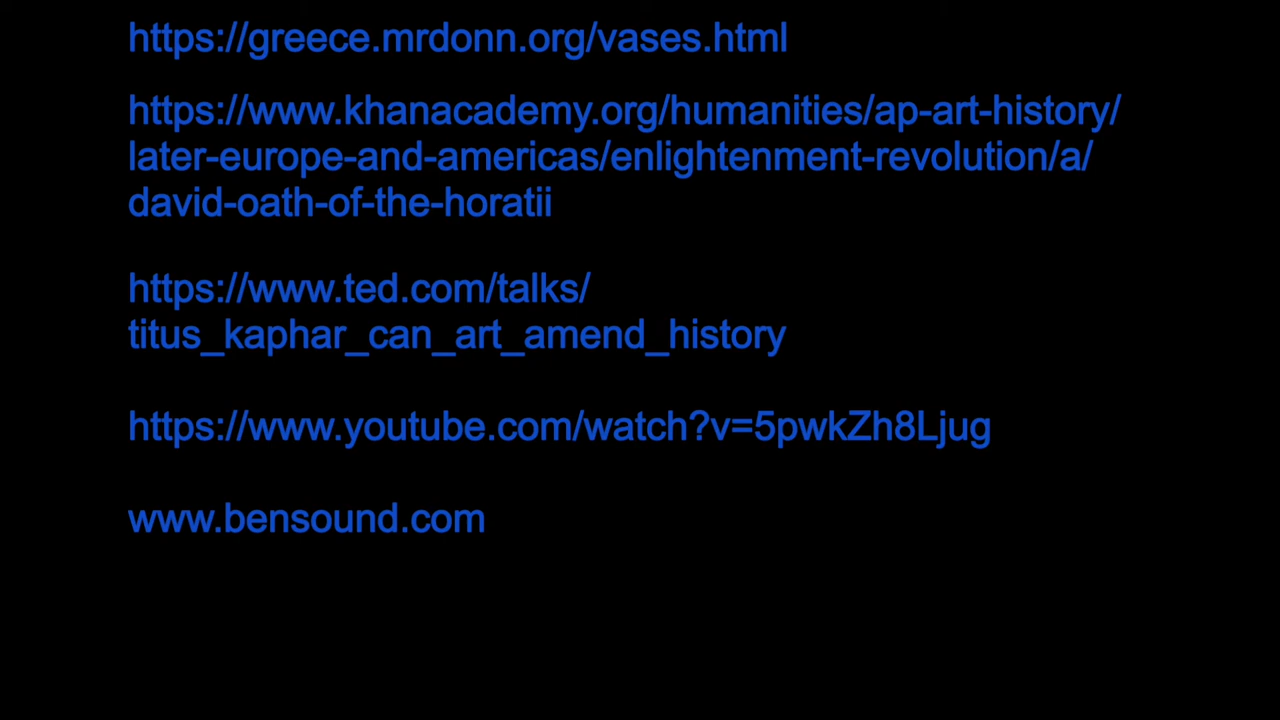 https://greece.mrdonn.org/vases.html
https://www.khanacademy.org/humanities/ap-art-history/
later-europe-and-americas/enlightenment-revolution/a/
david-oath-of-the-horatii
https://www.ted.com/talks/
titus_kaphar_can_art_amend_history
https://www.youtube.com/watch?v=5pwkZh8Ljug
www.bensound.com